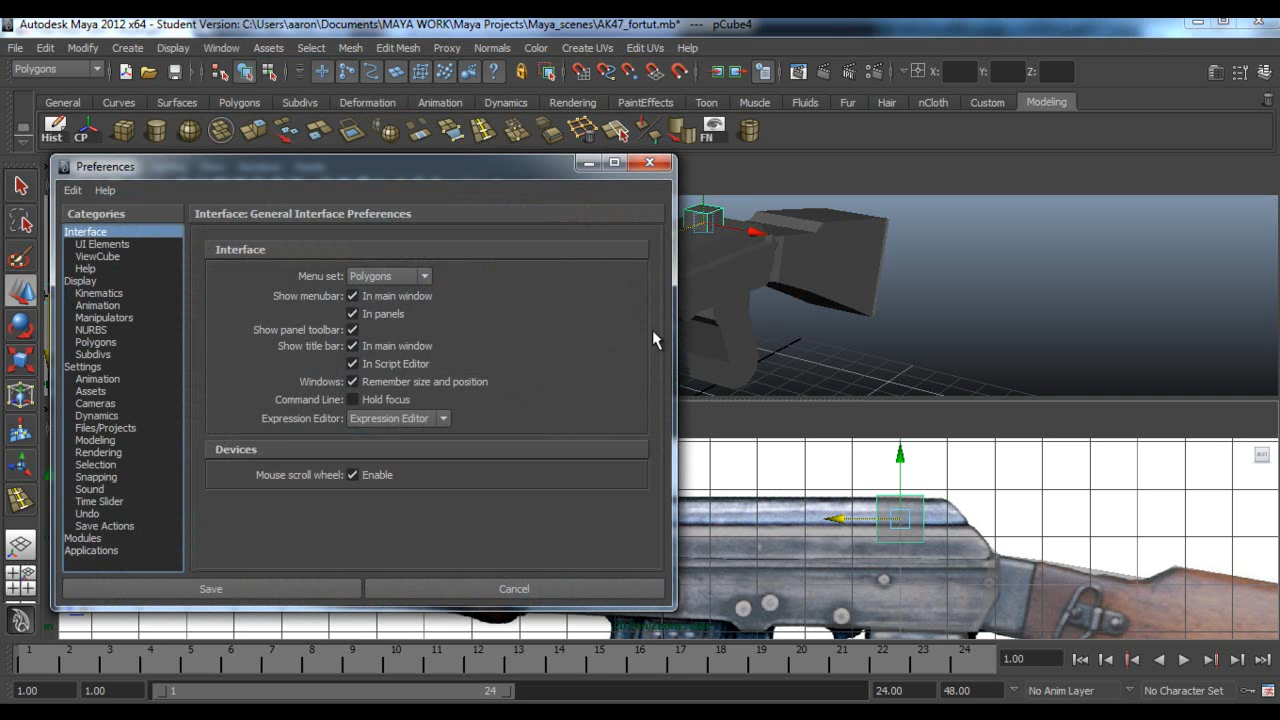 Autodesk Maya 2012 x64 - Student Version: C:\Users\aaron\Documents\MAYA WORK\Maya Projects\Maya_scenes\AK47_fortut.mb* --- pCube4
File Edit Modify Create Display Window Assets Select Mesh Edit Mesh Proxy Normals Color Create UVs Edit UVs Help
Polygons X: Y: Z:
General Curves Surfaces Polygons Subdivs Deformation Animation Dynamics Rendering PaintEffects Toon Muscle Fluids Fur Hair nCloth Custom Modeling
Hist CP FN
Preferences
Edit Help
Categories
Interface
UI Elements
ViewCube
Help
Display
Kinematics
Animation
Manipulators
NURBS
Polygons
Subdivs
Settings
Animation
Assets
Cameras
Dynamics
Files/Projects
Modeling
Rendering
Selection
Snapping
Sound
Time Slider
Undo
Save Actions
Modules
Applications
Interface: General Interface Preferences
Interface
Menu set: Polygons
Show menubar: In main window
In panels
Show panel toolbar:
Show title bar: In main window
In Script Editor
Windows: Remember size and position
Command Line: Hold focus
Expression Editor: Expression Editor
Devices
Mouse scroll wheel: Enable
Save Cancel
1 2 3 4 5 6 7 8 9 10 11 12 13 14 15 16 17 18 19 20 21 22 23 24 1.00
1.00 1.00 1 24 24.00 48.00 No Anim Layer No Character Set